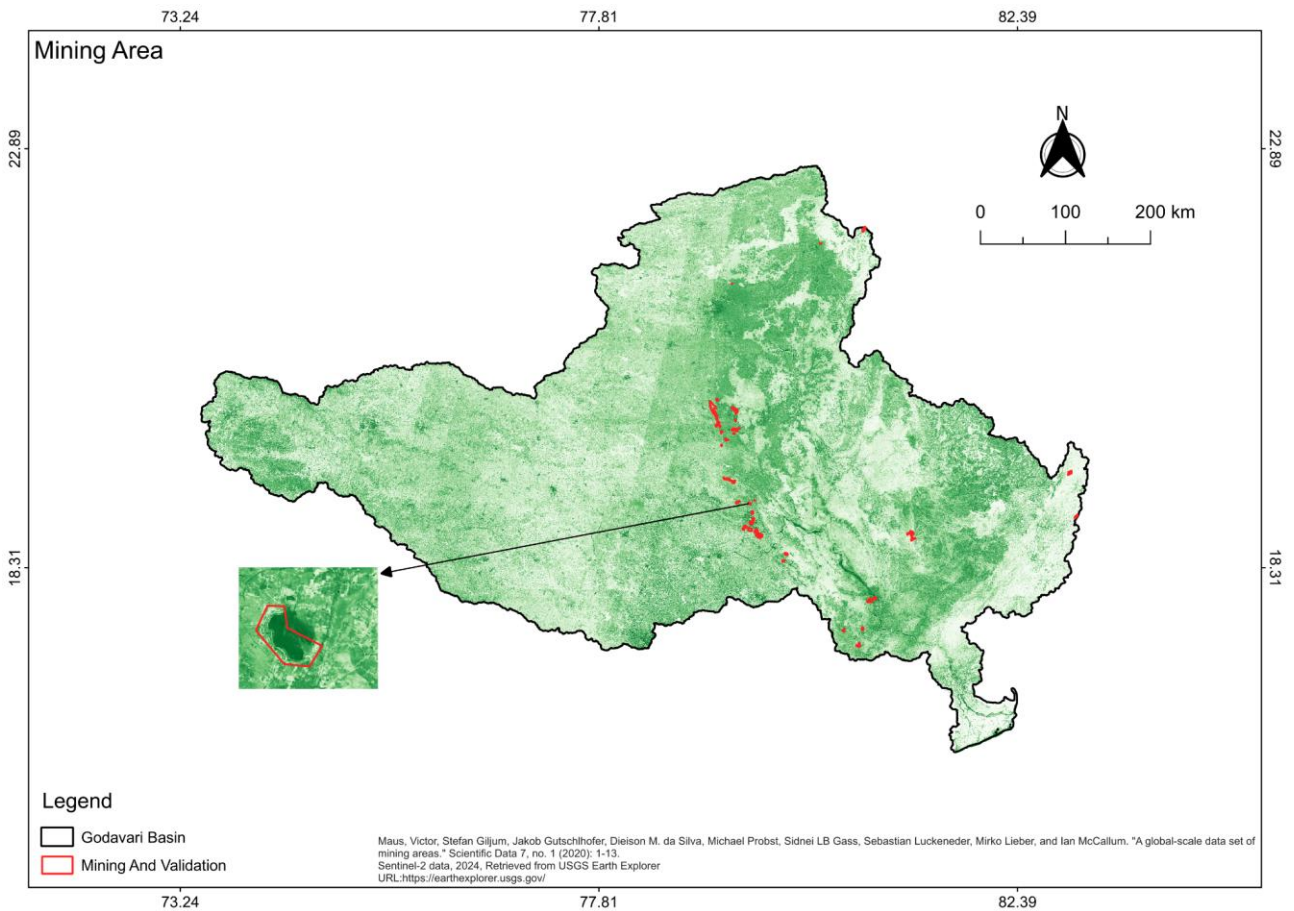 73.24 77.81 82.39
Mining Area
22.89
22.89
N
0 100 200 km
18.31
18.31
Legend
Godavari Basin
Mining And Validation
Maus, Victor, Stefan Giljum, Jakob Gutschlhofer, Dieison M. da Silva, Michael Probst, Sidnei LB Gass, Sebastian Luckeneder, Mirko Lieber, and Ian McCallum. "A global-scale data set of
mining areas." Scientific Data 7, no. 1 (2020): 1-13.
Sentinel-2 data, 2024, Retrieved from USGS Earth Explorer
URL:https://earthexplorer.usgs.gov/
73.24 77.81 82.39